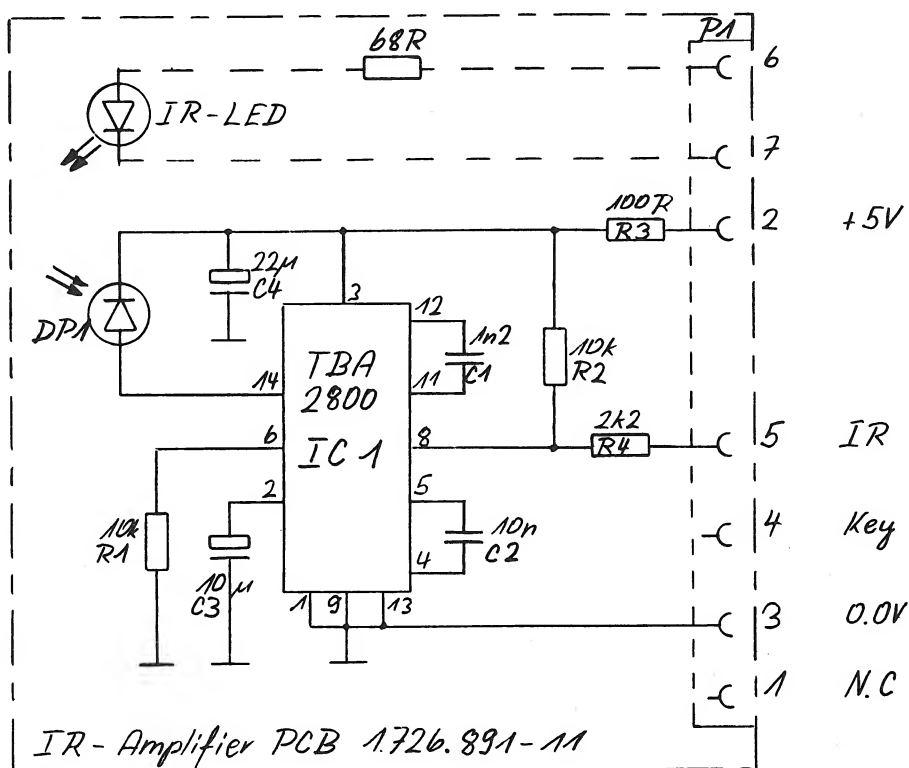 P1
68R
6
IR-LED
7
100R
R3
2
+5V
22µ
C4
3
12
1n2
C1
DP1
TBA
2800
IC1
14
11
10k
R2
6
8
2k2
R4
5
IR
2
5
4
Key
10k
R1
10n
C2
4
10µ
C3
1
9
13
3
0.0V
1
N.C
IR-Amplifier PCB 1.726.891-11